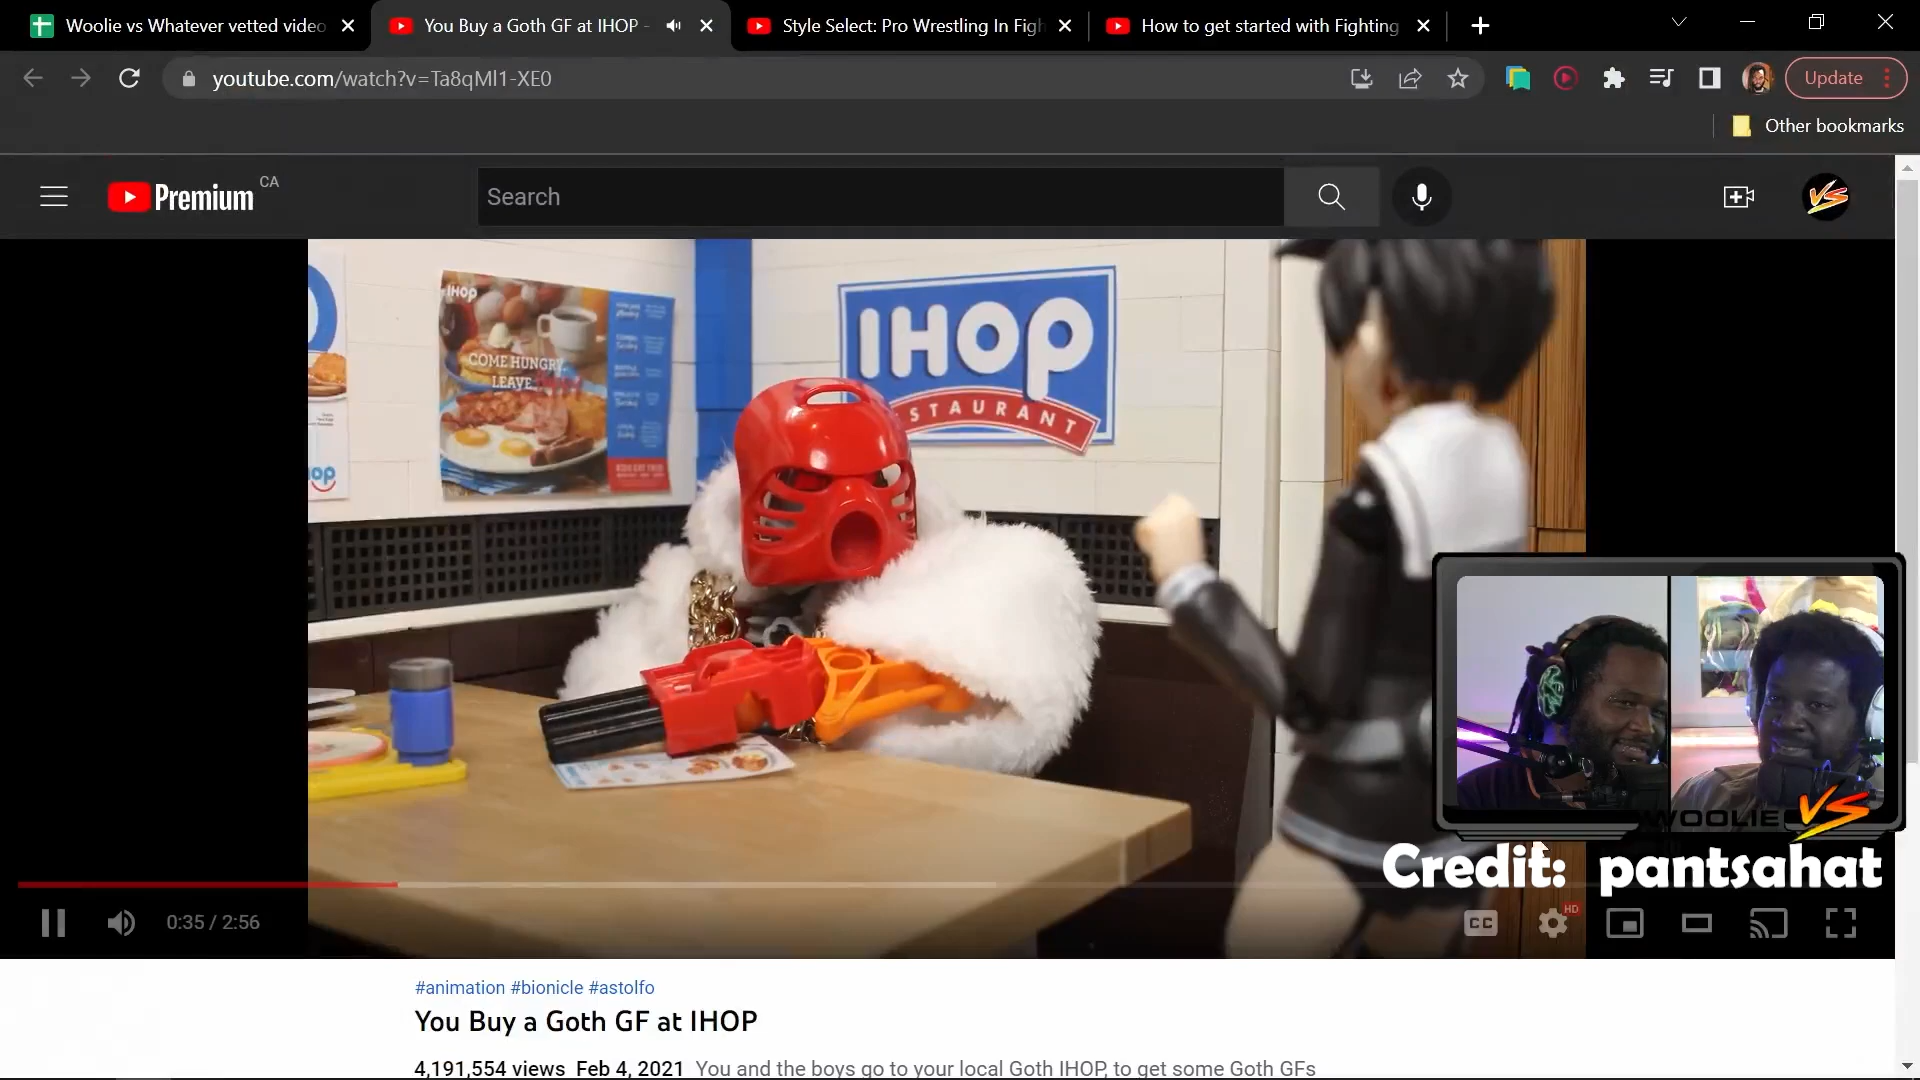 Woolie vs Whatever vetted video
You Buy a Goth GF at IHOP -
Style Select: Pro Wrestling In Figh
How to get started with Fighting
youtube.com/watch?v=Ta8qMl1-XE0
Update
Other bookmarks
Premium CA
Search
IHOP
COME HUNGRY.
LEAVE...
IHOP
STAURANT
WOOLIE VS
Credit: pantsahat
0:35 / 2:56
CC
HD
#animation #bionicle #astolfo
You Buy a Goth GF at IHOP
4,191,554 views Feb 4, 2021 You and the boys go to your local Goth IHOP, to get some Goth GFs